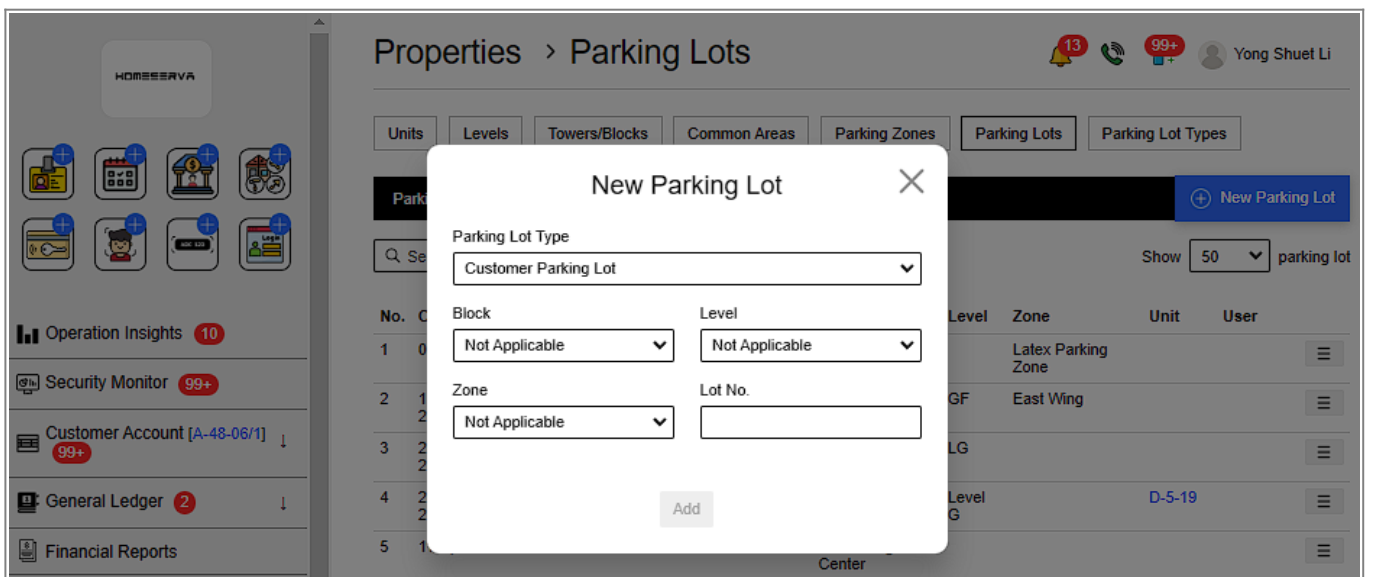 HOMESERVA
Properties > Parking Lots
13
99+
Yong Shuet Li
Units
Levels
Towers/Blocks
Common Areas
Parking Zones
Parking Lots
Parking Lot Types
New Parking Lot
New Parking Lot
Show 50 parking lot
Parking Lot Type
Customer Parking Lot
Block
Level
Not Applicable
Not Applicable
Zone
Lot No.
Not Applicable
Add
No.
Level
Zone
Unit
User
1
Latex Parking
Zone
2
GF
East Wing
3
LG
4
Level
G
D-5-19
5
Center
Operation Insights 10
Security Monitor 99+
Customer Account [A-48-06/1] ↓
99+
General Ledger 2 ↓
Financial Reports